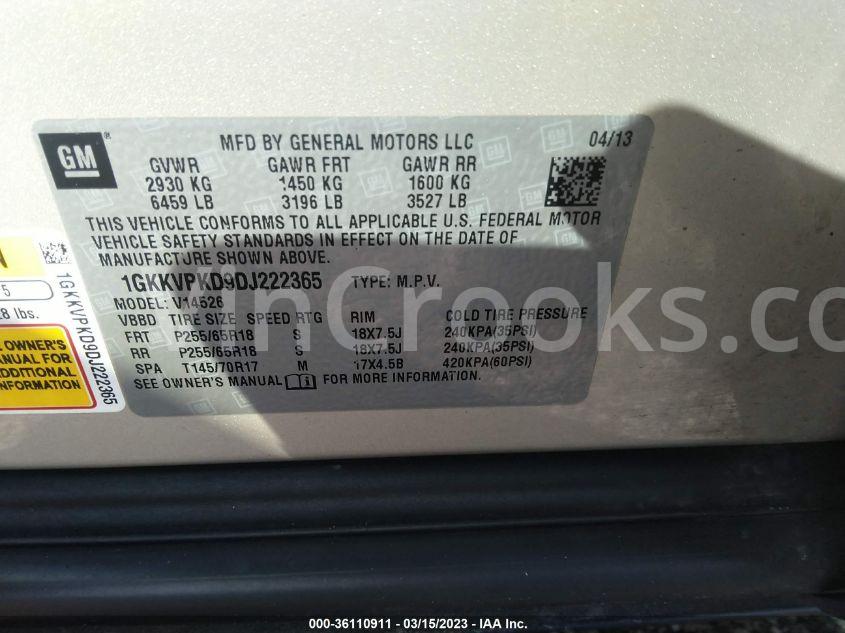 GM
MFD BY GENERAL MOTORS LLC 04/13
GVWR GAWR FRT GAWR RR
2930 KG 1450 KG 1600 KG
6459 LB 3196 LB 3527 LB
THIS VEHICLE CONFORMS TO ALL APPLICABLE U.S. FEDERAL MOTOR
VEHICLE SAFETY STANDARDS IN EFFECT ON THE DATE OF
MANUFACTURE SHOWN ABOVE.
1GKKVPKD9DJ222365 TYPE: M.P.V.
MODEL: V14526
VBBD TIRE SIZE SPEED RTG RIM COLD TIRE PRESSURE
FRT P255/65R18 S 18X7.5J 240KPA(35PSI)
RR P255/65R18 S 18X7.5J 240KPA(35PSI)
SPA T145/70R17 M 17X4.5B 420KPA(60PSI)
SEE OWNER'S MANUAL FOR MORE INFORMATION.
1GKKVPKD9DJ222365
5
8 lbs.
OWNER'S
MANUAL FOR
ADDITIONAL
INFORMATION
VinCrooks.com
000-36110911 - 03/15/2023 - IAA Inc.